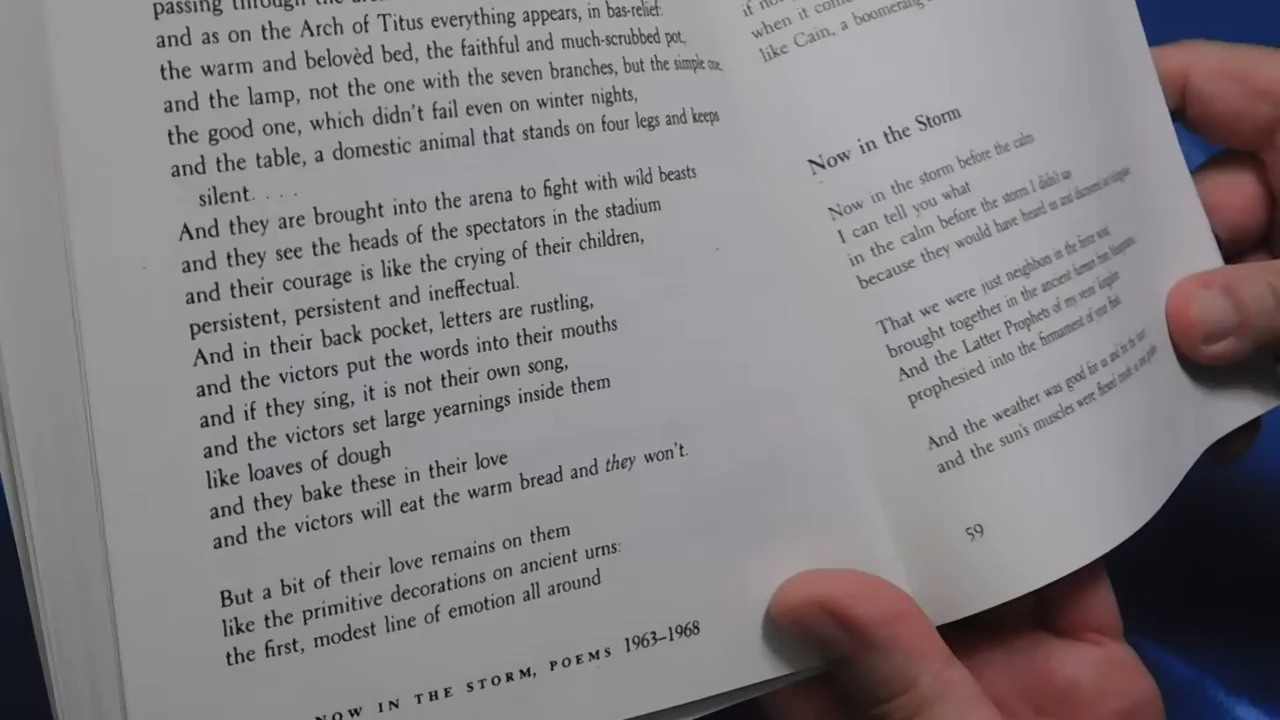 passing through the
and as on the Arch of Titus everything appears, in bas-relief:
the warm and belovèd bed, the faithful and much-scrubbed pot,
and the lamp, not the one with the seven branches, but the simple one,
the good one, which didn't fail even on winter nights,
and the table, a domestic animal that stands on four legs and keeps
silent. . . .
And they are brought into the arena to fight with wild beasts
and they see the heads of the spectators in the stadium
and their courage is like the crying of their children,
persistent, persistent and ineffectual.
And in their back pocket, letters are rustling,
and the victors put the words into their mouths
and if they sing, it is not their own song,
and the victors set large yearnings inside them
like loaves of dough
and they bake these in their love
and the victors will eat the warm bread and they won't.
But a bit of their love remains on them
like the primitive decorations on ancient urns:
the first, modest line of emotion all around
NOW IN THE STORM, POEMS 1963–1968
when it
like Cain, a boomerang
Now in the Storm
Now in the storm before the calm
I can tell you what
in the calm before the storm I didn't say
because they would have heard us and
That we were just neighbors in the fierce
brought together in the ancient
And the Latter Prophets of my
prophesied into the firmament of your
And the weather was good for us and for the
and the sun's muscles were
59